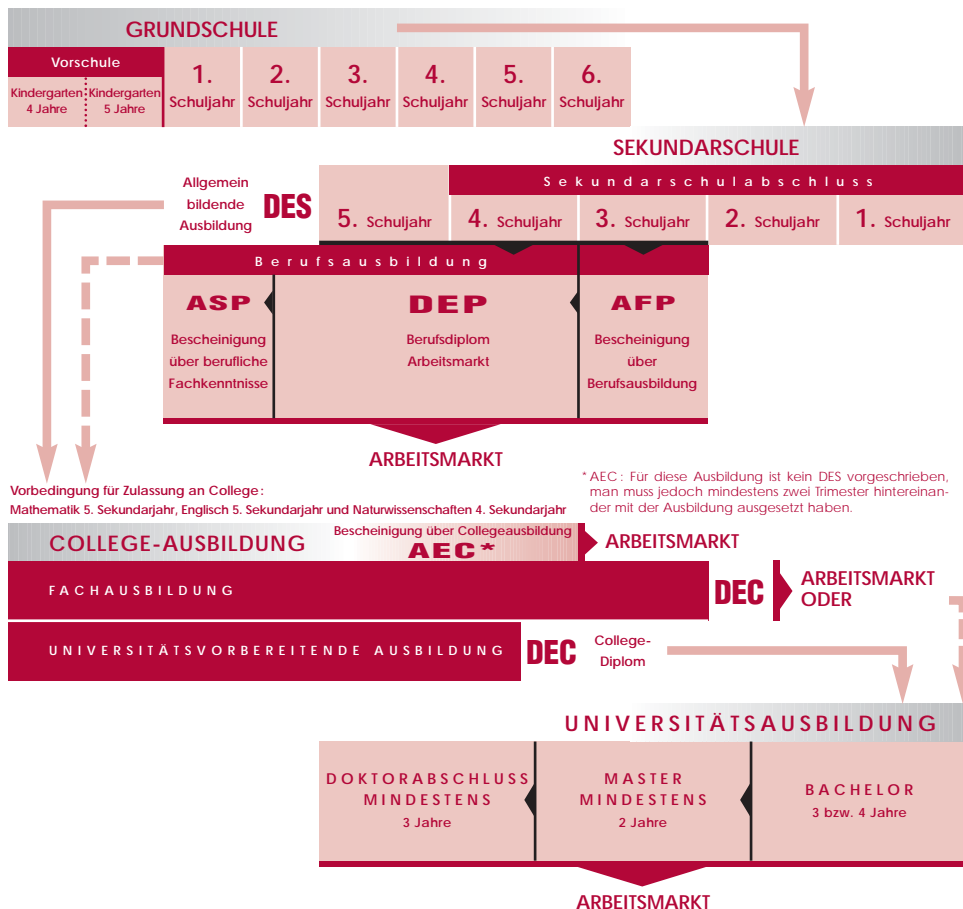 GRUNDSCHULE
Vorschule
Kindergarten
4 Jahre
Kindergarten
5 Jahre
1.
Schuljahr
2.
Schuljahr
3.
Schuljahr
4.
Schuljahr
5.
Schuljahr
6.
Schuljahr
SEKUNDARSCHULE
Sekundarschulabschluss
Allgemein
bildende
Ausbildung
DES
5. Schuljahr
4. Schuljahr
3. Schuljahr
2. Schuljahr
1. Schuljahr
Berufsausbildung
ASP
Bescheinigung
über berufliche
Fachkenntnisse
DEP
Berufsdiplom
Arbeitsmarkt
AFP
Bescheinigung
über
Berufsausbildung
ARBEITSMARKT
Vorbedingung für Zulassung an College:
Mathematik 5. Sekundarjahr, Englisch 5. Sekundarjahr und Naturwissenschaften 4. Sekundarjahr
* AEC: Für diese Ausbildung ist kein DES vorgeschrieben,
man muss jedoch mindestens zwei Trimester hintereinan-
der mit der Ausbildung ausgesetzt haben.
COLLEGE-AUSBILDUNG
Bescheinigung über Collegeausbildung
AEC*
ARBEITSMARKT
FACHAUSBILDUNG
DEC
ARBEITSMARKT
ODER
UNIVERSITÄTSVORBEREITENDE AUSBILDUNG
DEC
College-
Diplom
UNIVERSITÄTSAUSBILDUNG
DOKTORABSCHLUSS
MINDESTENS
3 Jahre
MASTER
MINDESTENS
2 Jahre
BACHELOR
3 bzw. 4 Jahre
ARBEITSMARKT